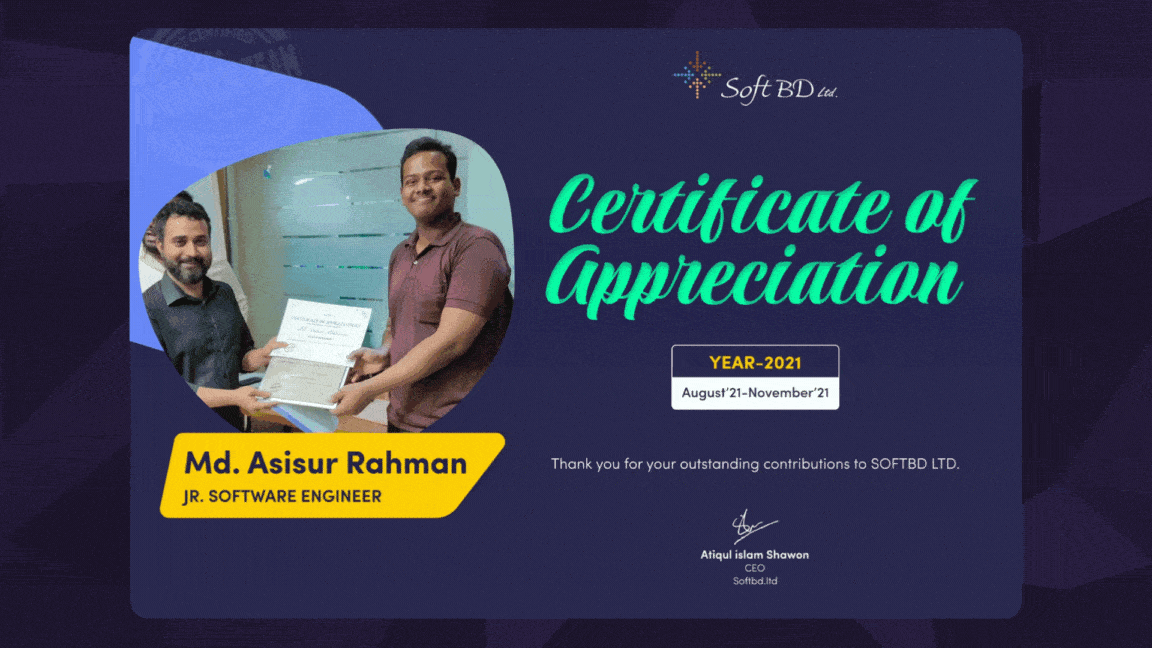 Soft BD Ltd.
Certificate of
Appreciation
YEAR-2021
August'21-November'21
Md. Asisur Rahman
JR. SOFTWARE ENGINEER
Thank you for your outstanding contributions to SOFTBD LTD.
Atiqul islam Shawon
CEO
Softbd.ltd